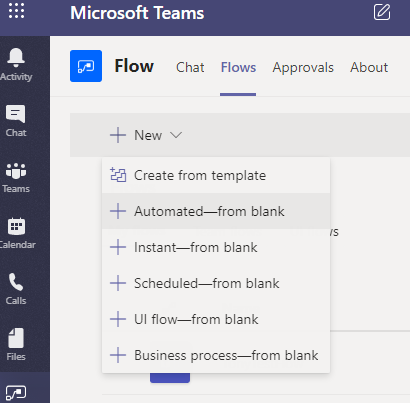 Microsoft Teams
Activity
Chat
Teams
Calendar
Calls
Files
Flow
Chat Flows Approvals About
New
Create from template
Automated—from blank
Instant—from blank
Scheduled—from blank
UI flow—from blank
Business process—from blank